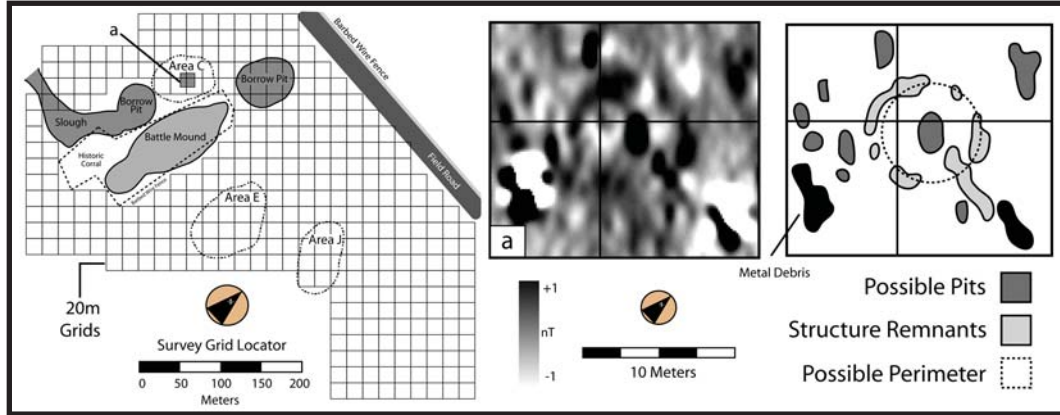 a
Area C
Borrow Pit
Barbed Wire Fence
Field Road
Borrow
Pit
Slough
Battle Mound
Historic
Corral
Area E
Area J
20m
Grids
Survey Grid Locator
0 50 100 150 200
Meters
a
+1
nT
-1
10 Meters
Metal Debris
Possible Pits
Structure Remnants
Possible Perimeter